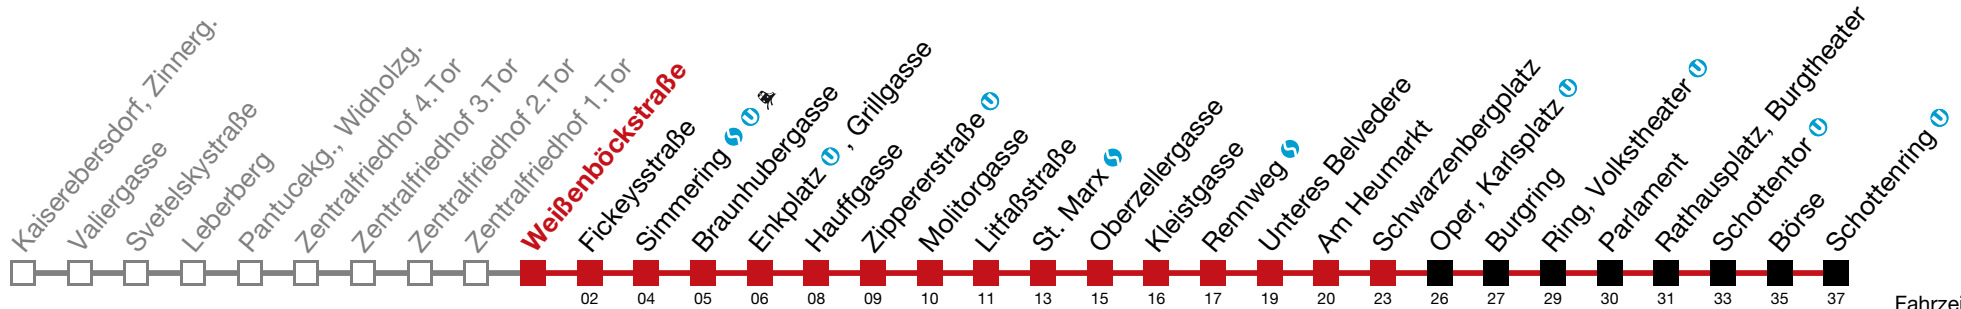 Kaiserebersdorf, Zinnerg.
Valiergasse
Svetelskystraße
Leberberg
Pantucekg., Widholzg.
Zentralfriedhof 4.Tor
Zentralfriedhof 3.Tor
Zentralfriedhof 2.Tor
Zentralfriedhof 1.Tor
Weißenböckstraße
Fickeysstraße
Simmering S U
Braunhubergasse
Enkplatz U , Grillgasse
Hauffgasse
Zippererstraße U
Molitorgasse
Litfaßstraße
St. Marx S
Oberzellergasse
Kleistgasse
Rennweg S
Unteres Belvedere
Am Heumarkt
Schwarzenbergplatz
Oper, Karlsplatz U
Burgring
Ring, Volkstheater U
Parlament
Rathausplatz, Burgtheater
Schottentor U
Börse
Schottenring U
02 04 05 06 08 09 10 11 13 15 16 17 19 20 23 26 27 29 30 31 33 35 37